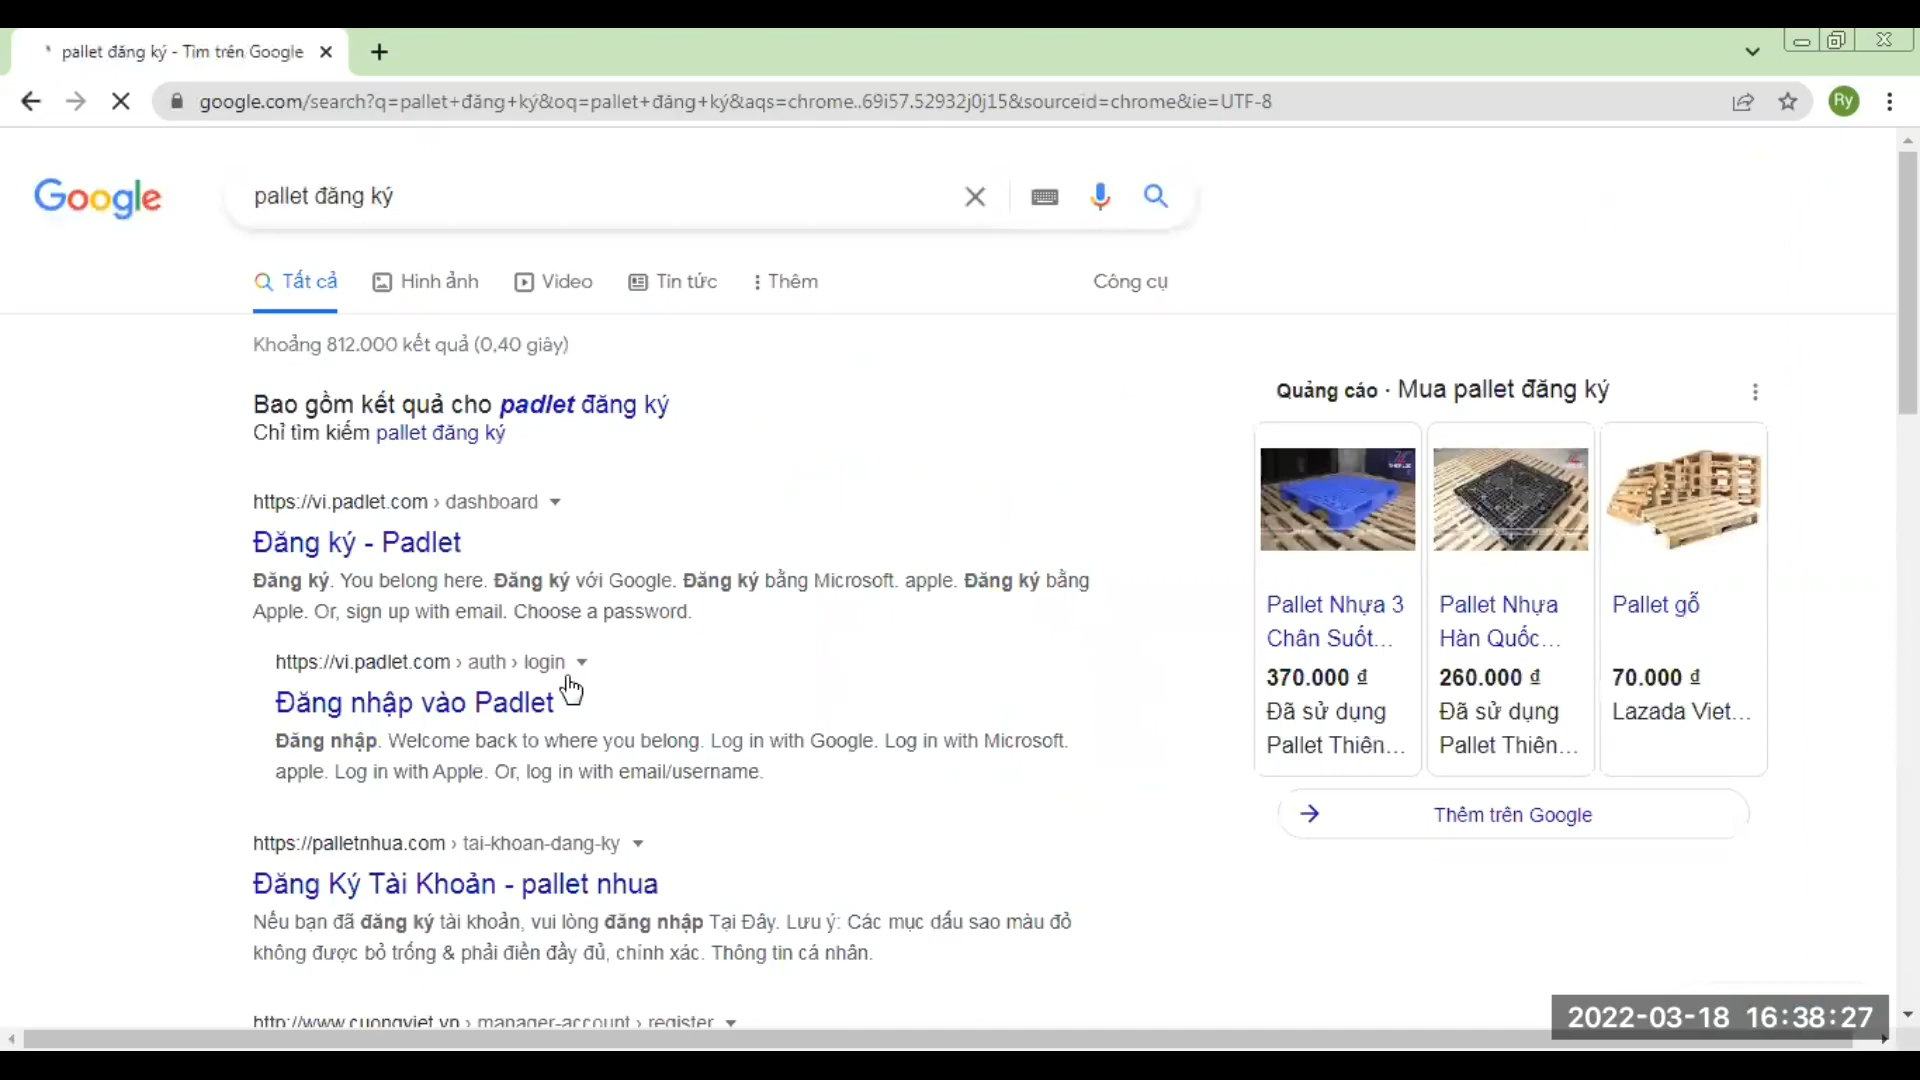 pallet đăng ký - Tìm trên Google
google.com/search?q=pallet+đăng+ký&oq=pallet+đăng+ký&aqs=chrome..69i57.52932j0j15&sourceid=chrome&ie=UTF-8
Ry
Google
pallet đăng ký
Tất cả
Hình ảnh
Video
Tin tức
Thêm
Công cụ
Khoảng 812.000 kết quả (0,40 giây)
Bao gồm kết quả cho padlet đăng ký
Chỉ tìm kiếm pallet đăng ký
https://vi.padlet.com › dashboard
Đăng ký - Padlet
Đăng ký. You belong here. Đăng ký với Google. Đăng ký bằng Microsoft. apple. Đăng ký bằng
Apple. Or, sign up with email. Choose a password.
https://vi.padlet.com › auth › login
Đăng nhập vào Padlet
Đăng nhập. Welcome back to where you belong. Log in with Google. Log in with Microsoft.
apple. Log in with Apple. Or, log in with email/username.
https://palletnhua.com › tai-khoan-dang-ky
Đăng Ký Tài Khoản - pallet nhua
Nếu bạn đã đăng ký tài khoản, vui lòng đăng nhập Tại Đây. Lưu ý: Các mục dấu sao màu đỏ
không được bỏ trống & phải điền đầy đủ, chính xác. Thông tin cá nhân.
http://www.cuongviet.vn › manager-account › register
Quảng cáo · Mua pallet đăng ký
Pallet Nhựa 3
Chân Suốt...
370.000 ₫
Đã sử dụng
Pallet Thiên...
Pallet Nhựa
Hàn Quốc...
260.000 ₫
Đã sử dụng
Pallet Thiên...
Pallet gỗ
70.000 ₫
Lazada Viet...
Thêm trên Google
2022-03-18 16:38:27